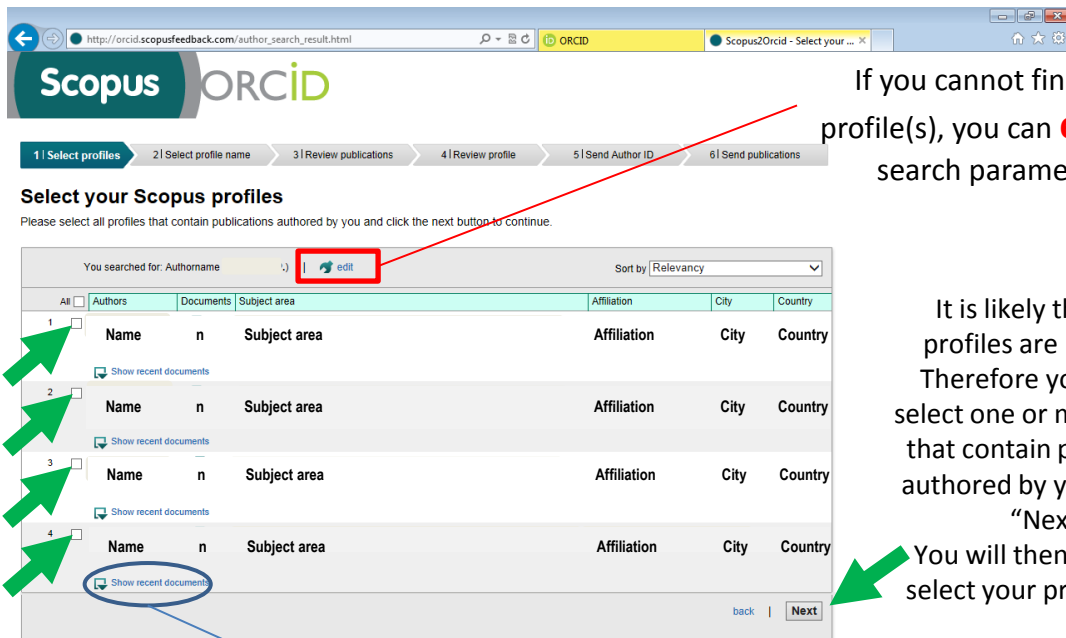 http://orcid.scopusfeedback.com/author_search_result.html
ORCID
Scopus2Orcid - Select your ...
Scopus ORCID
1 | Select profiles 2 | Select profile name 3 | Review publications 4 | Review profile 5 | Send Author ID 6 | Send publications
Select your Scopus profiles
Please select all profiles that contain publications authored by you and click the next button to continue.
You searched for: Authorname ,) | edit Sort by Relevancy
All Authors Documents Subject area Affiliation City Country
1 Name n Subject area Affiliation City Country
Show recent documents
2 Name n Subject area Affiliation City Country
Show recent documents
3 Name n Subject area Affiliation City Country
Show recent documents
4 Name n Subject area Affiliation City Country
Show recent documents
back | Next
If you cannot fin
profile(s), you can
search parame
It is likely th
profiles are
Therefore yo
select one or m
that contain p
authored by y
“Nex
You will then
select your pr